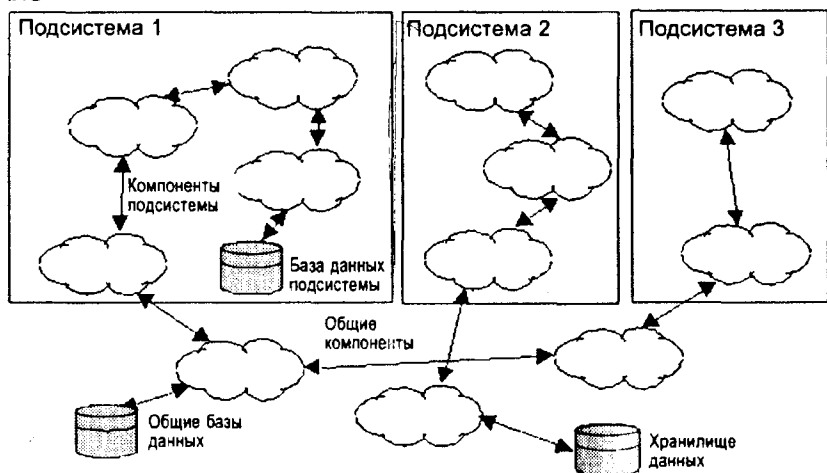 Подсистема 1
Подсистема 2
Подсистема 3
Компоненты
подсистемы
База данных
подсистемы
Общие
компоненты
Общие базы
данных
Хранилище
данных